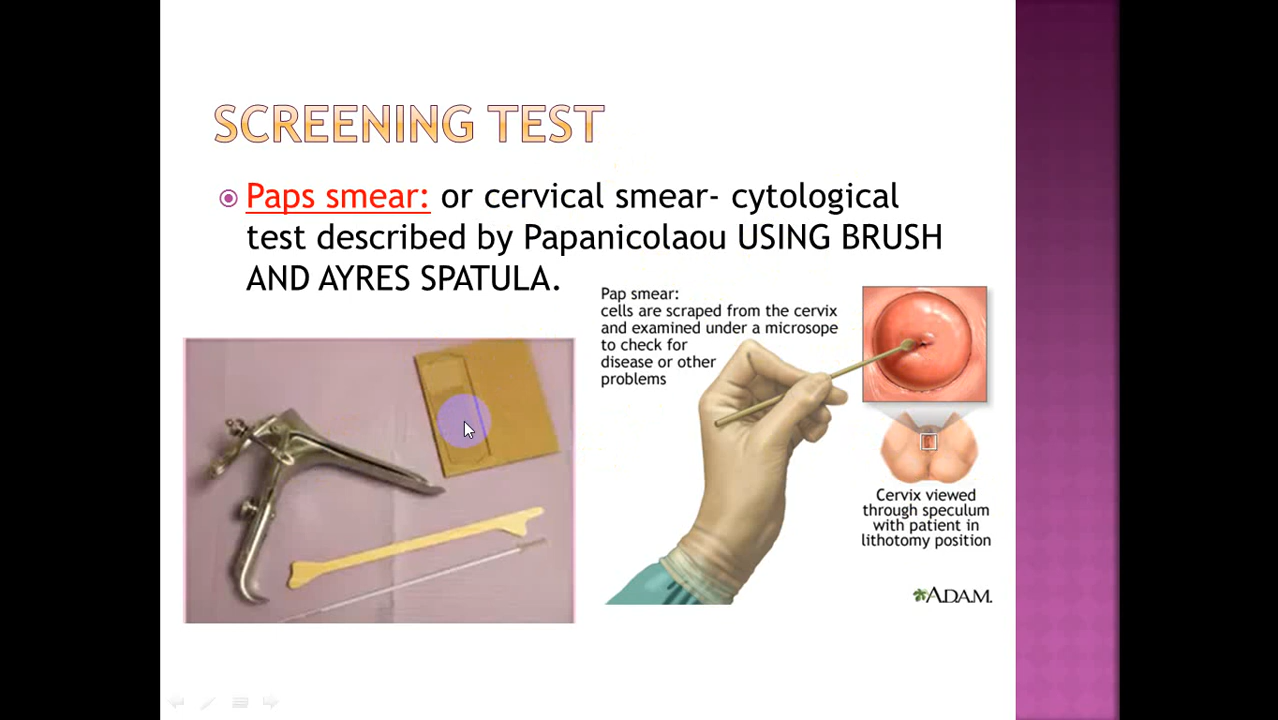 SCREENING TEST
Paps smear: or cervical smear- cytological
test described by Papanicolaou USING BRUSH
AND AYRES SPATULA.
Pap smear:
cells are scraped from the cervix
and examined under a microsope
to check for
disease or other
problems
Cervix viewed
through speculum
with patient in
lithotomy position
A.D.A.M.